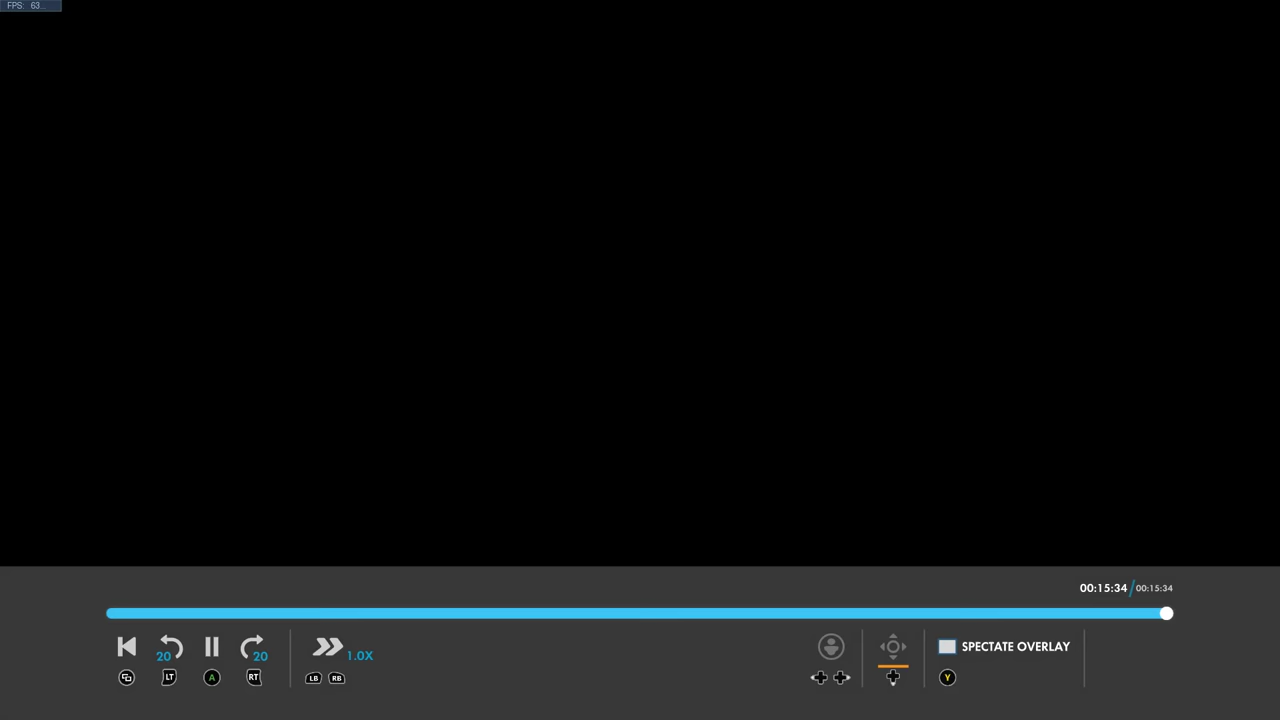 FPS: 63...
00:15:34 / 00:15:34
20
20
1.0X
SPECTATE OVERLAY
LT
A
RT
LB
RB
Y